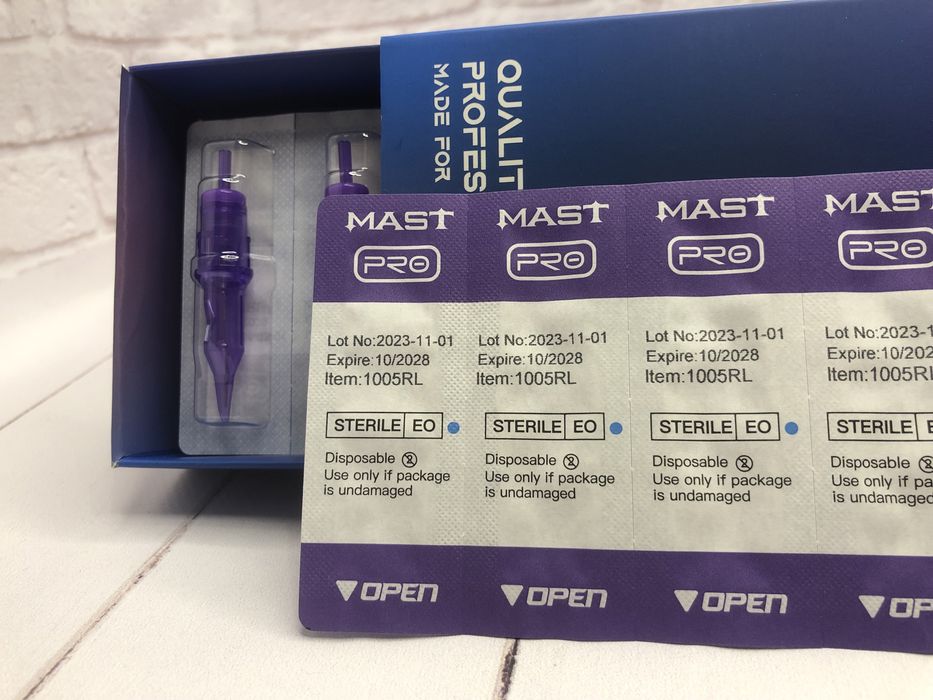 QUALIT
PROFES
MADE FOR
MAST
PRO
Lot No:2023-11-01
Expire:10/2028
Item:1005RL
STERILE EO
Disposable
Use only if package
is undamaged
OPEN
MAST
PRO
Lot No:2023-11-01
Expire:10/2028
Item:1005RL
STERILE EO
Disposable
Use only if package
is undamaged
OPEN
MAST
PRO
Lot No:2023-11-01
Expire:10/2028
Item:1005RL
STERILE EO
Disposable
Use only if package
is undamaged
OPEN
MAST
PRO
Lot No:2023-1
Expire:10/202
Item:1005RL
STERILE E
Disposable
Use only if pa
is undamaged
OP